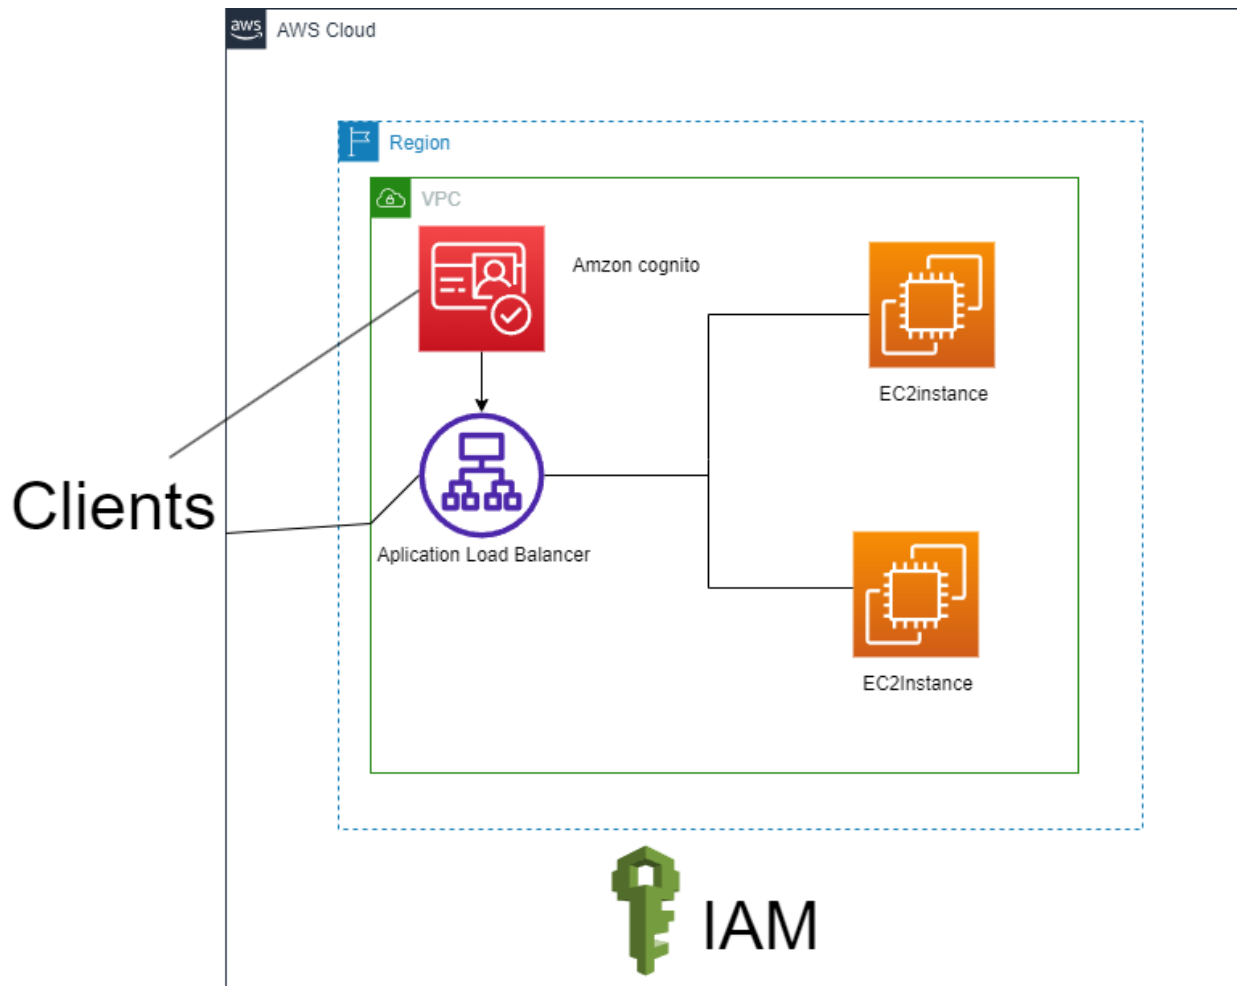 aws
AWS Cloud
Region
VPC
Amzon cognito
EC2instance
Clients
Aplication Load Balancer
EC2Instance
IAM